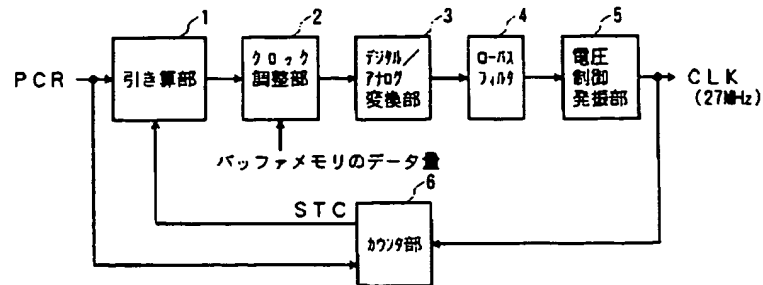 1
2
3
4
5
PCR
引き算部
クロック
調整部
デジタル/
アナログ
変換部
ローパス
フィルタ
電圧
制御
発振部
CLK
(27MHz)
バッファメモリのデータ量
6
STC
カウンタ部